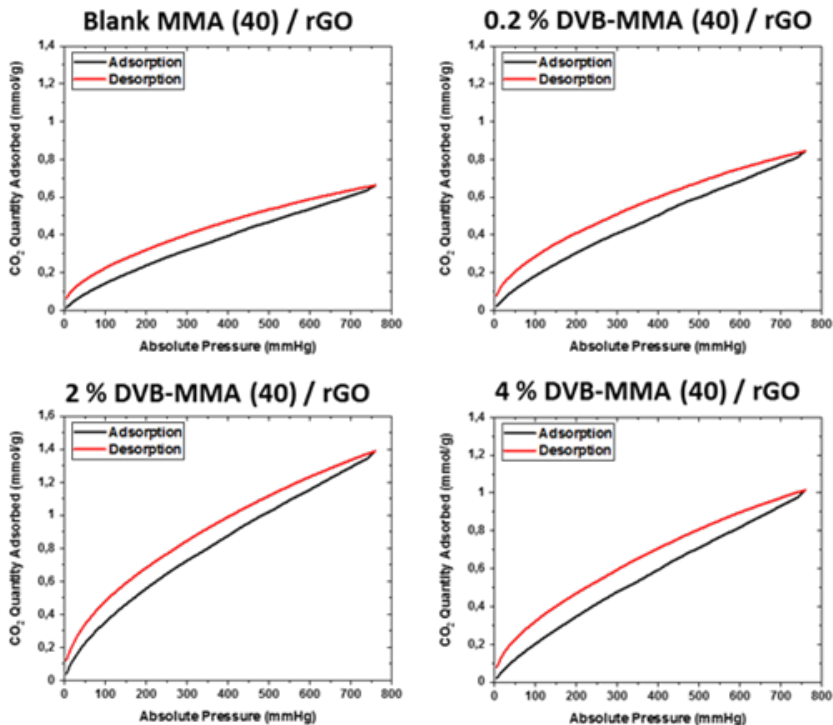 Blank MMA (40) / rGO
Adsorption
Desorption
CO₂ Quantity Adsorbed (mmol/g)
1,4
1,2
1
0,8
0,6
0,4
0,2
0
0 100 200 300 400 500 600 700 800
Absolute Pressure (mmHg)
0.2 % DVB-MMA (40) / rGO
Adsorption
Desorption
CO₂ Quantity Adsorbed (mmol/g)
1,4
1,2
1
0,8
0,6
0,4
0,2
0
0 100 200 300 400 500 600 700 800
Absolute Pressure (mmHg)
2 % DVB-MMA (40) / rGO
Adsorption
Desorption
CO₂ Quantity Adsorbed (mmol/g)
1,6
1,4
1,2
1
0,8
0,6
0,4
0,2
0
0 100 200 300 400 500 600 700 800
Absolute Pressure (mmHg)
4 % DVB-MMA (40) / rGO
Adsorption
Desorption
CO₂ Quantity Adsorbed (mmol/g)
1,4
1,2
1
0,8
0,6
0,4
0,2
0
0 100 200 300 400 500 600 700 800
Absolute Pressure (mmHg)